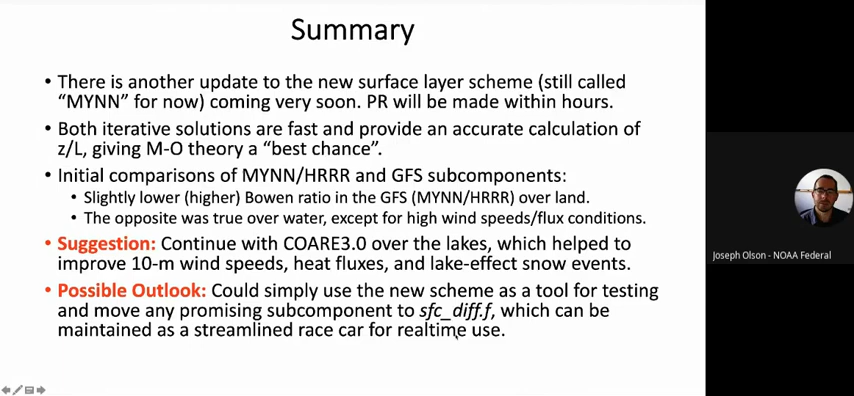 Summary
• There is another update to the new surface layer scheme (still called
“MYNN” for now) coming very soon. PR will be made within hours.
• Both iterative solutions are fast and provide an accurate calculation of
z/L, giving M-O theory a “best chance”.
• Initial comparisons of MYNN/HRRR and GFS subcomponents:
• Slightly lower (higher) Bowen ratio in the GFS (MYNN/HRRR) over land.
• The opposite was true over water, except for high wind speeds/flux conditions.
• Suggestion: Continue with COARE3.0 over the lakes, which helped to
improve 10-m wind speeds, heat fluxes, and lake-effect snow events.
• Possible Outlook: Could simply use the new scheme as a tool for testing
and move any promising subcomponent to sfc_diff.f, which can be
maintained as a streamlined race car for realtime use.
Joseph Olson - NOAA Federal